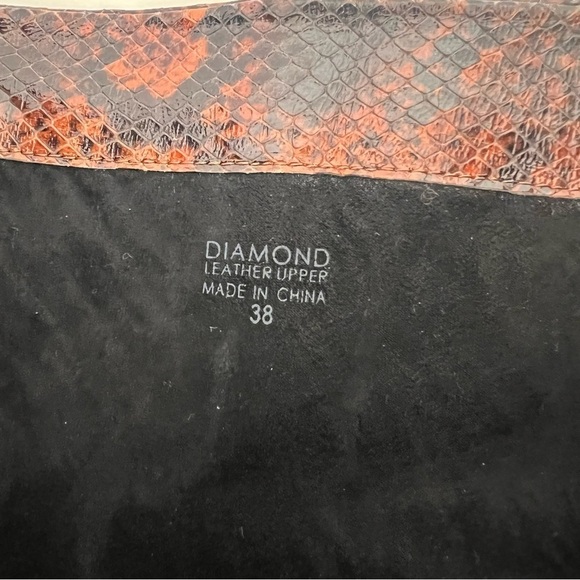 DIAMOND
LEATHER UPPER
MADE IN CHINA
38